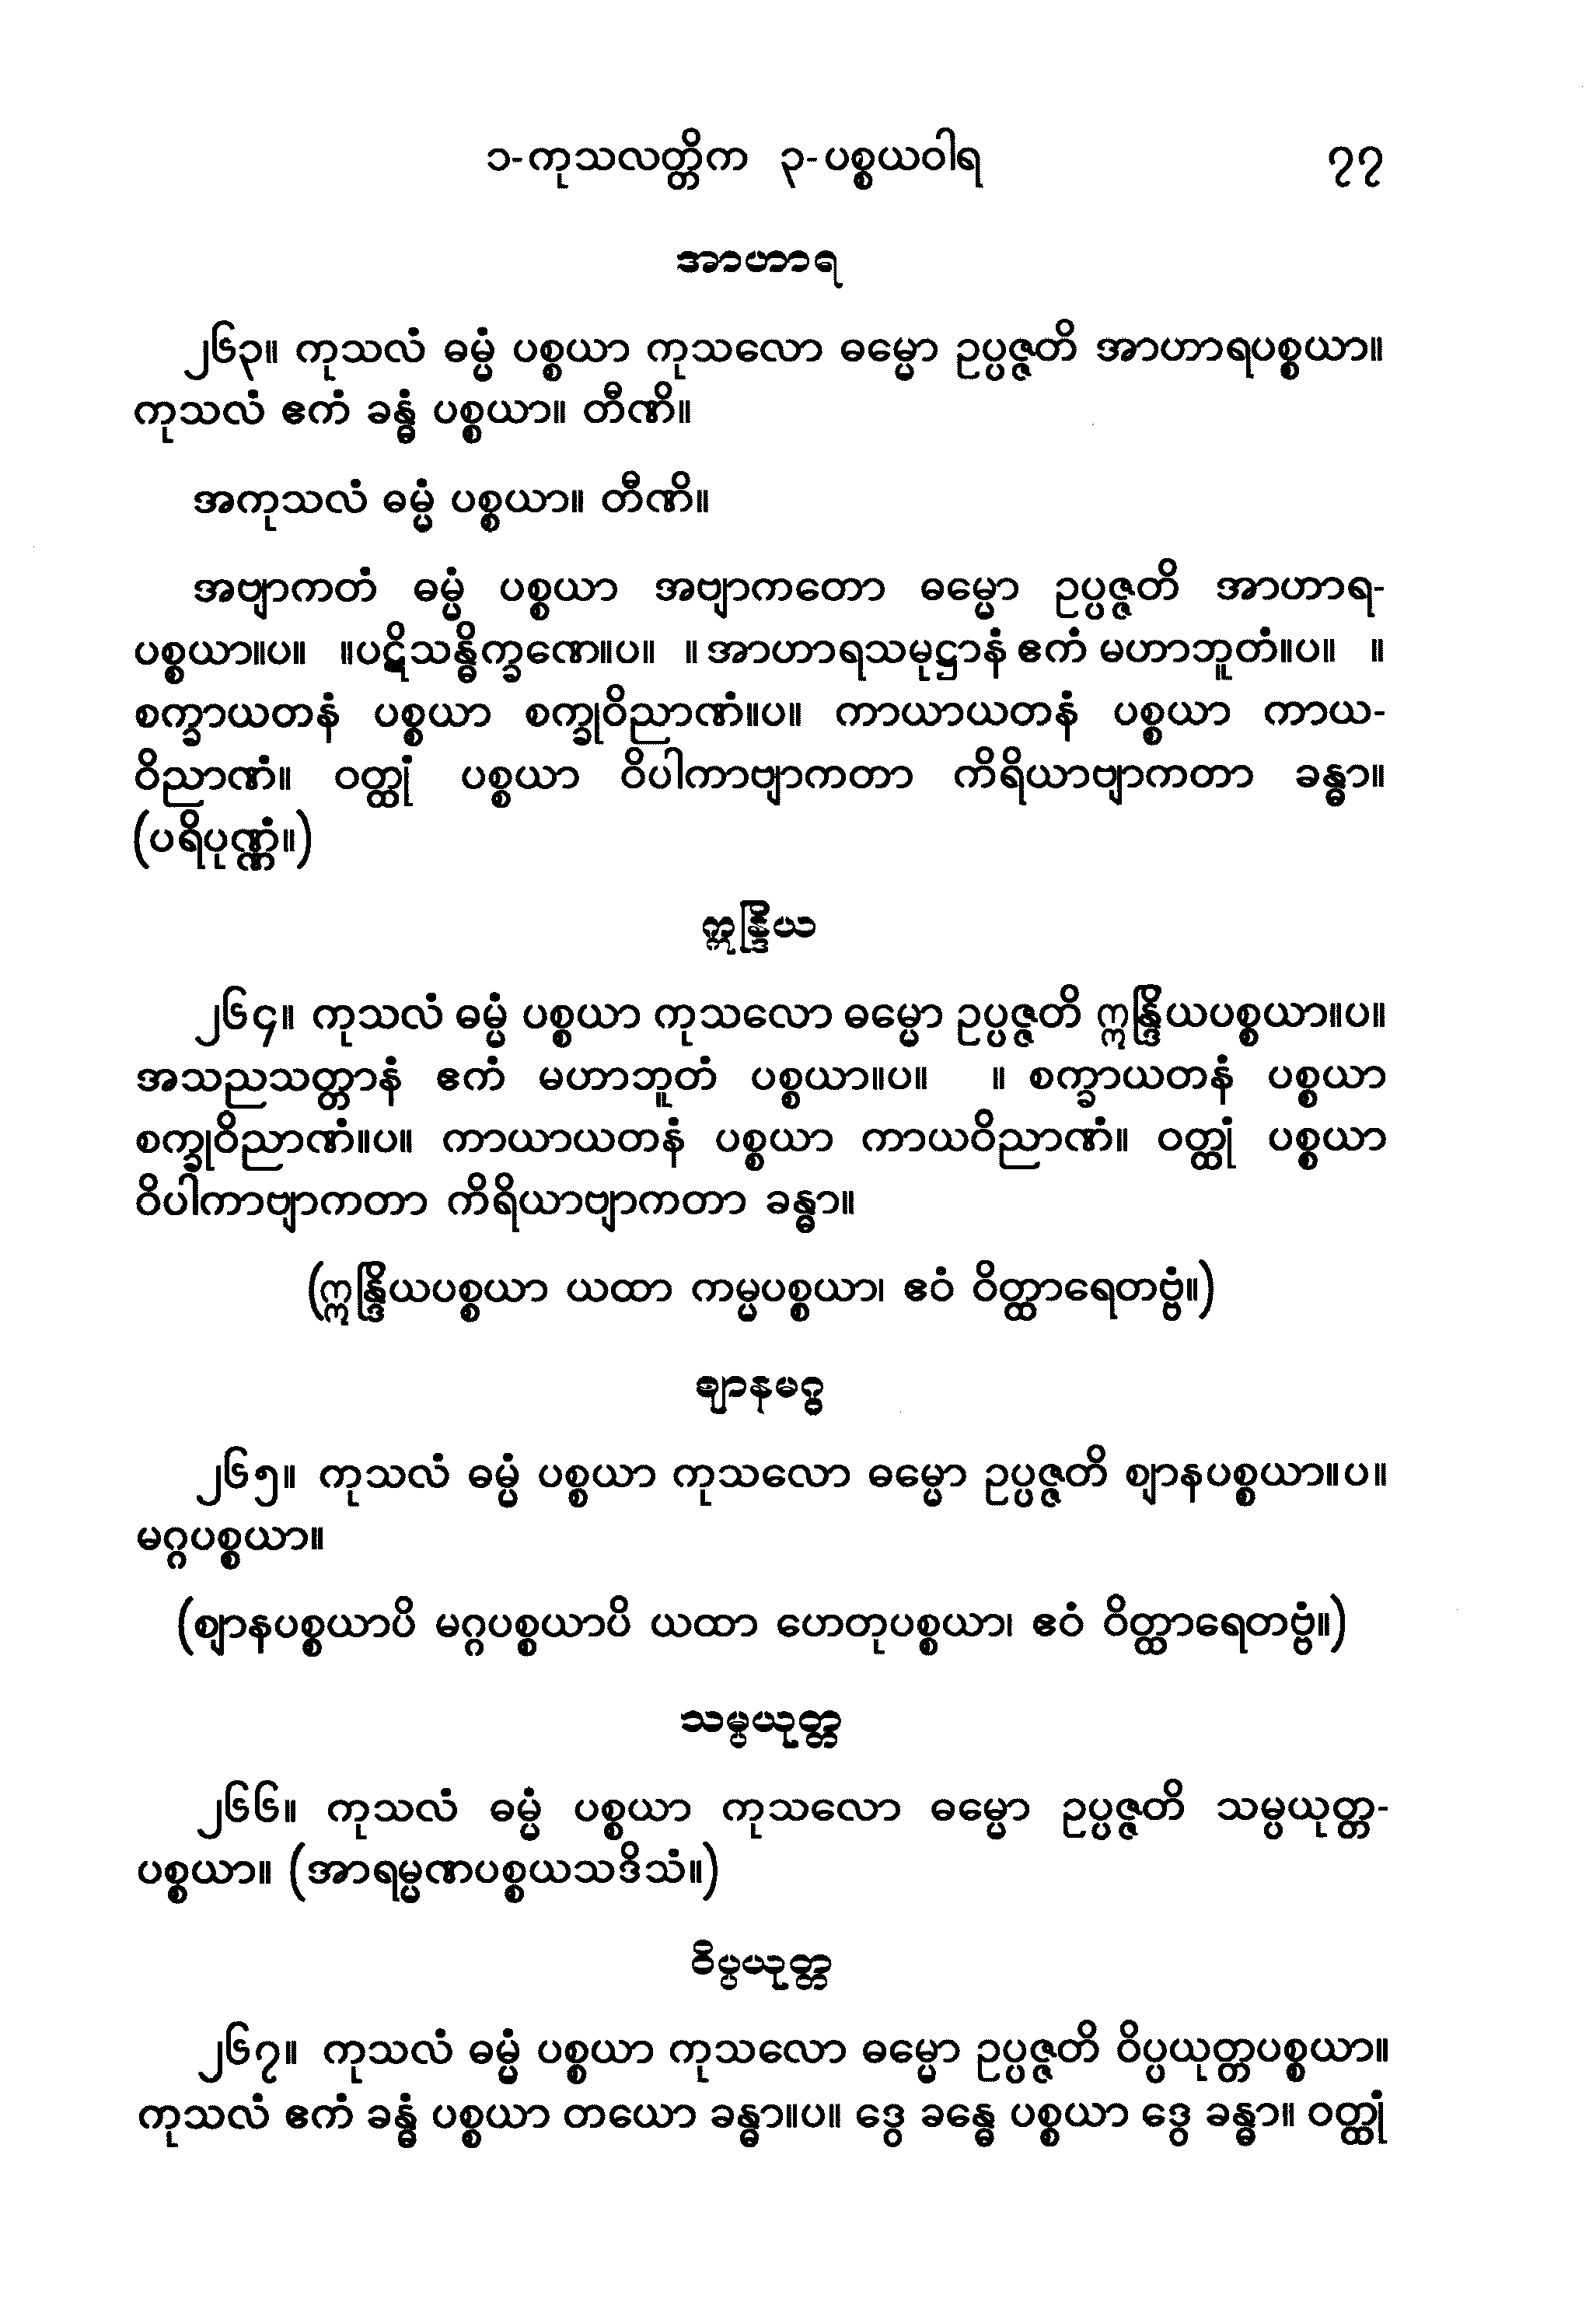 ၁-ကုသလတ္တိက ၃-ပစ္စယဝါရ ၇၇
အာဟာရ
၂၆၃။ ကုသလံ ဓမ္မံ ပစ္စယာ ကုသလော ဓမ္မော ဥပ္ပဇ္ဇတိ အာဟာရပစ္စယာ။
ကုသလံ ဧကံ ခန္ဓံ ပစ္စယာ။ တီဏိ။
အကုသလံ ဓမ္မံ ပစ္စယာ။ တီဏိ။
အဗျာကတံ ဓမ္မံ ပစ္စယာ အဗျာကတော ဓမ္မော ဥပ္ပဇ္ဇတိ အာဟာရ-
ပစ္စယာ။ပ။ ။ပဋိသန္ဓိက္ခဏေ။ပ။ ။အာဟာရသမုဋ္ဌာနံ ဧကံ မဟာဘူတံ။ပ။ ။
စက္ခာယတနံ ပစ္စယာ စက္ခုဝိညာဏံ။ပ။ ကာယာယတနံ ပစ္စယာ ကာယ-
ဝိညာဏံ။ ဝတ္ထုံ ပစ္စယာ ဝိပါကာဗျာကတာ ကိရိယာဗျာကတာ ခန္ဓာ။
(ပရိပုဏ္ဏံ။)
ဣန္ဒြိယ
၂၆၄။ ကုသလံ ဓမ္မံ ပစ္စယာ ကုသလော ဓမ္မော ဥပ္ပဇ္ဇတိ ဣန္ဒြိယပစ္စယာ။ပ။
အသညသတ္တာနံ ဧကံ မဟာဘူတံ ပစ္စယာ။ပ။ ။ စက္ခာယတနံ ပစ္စယာ
စက္ခုဝိညာဏံ။ပ။ ကာယာယတနံ ပစ္စယာ ကာယဝိညာဏံ။ ဝတ္ထုံ ပစ္စယာ
ဝိပါကာဗျာကတာ ကိရိယာဗျာကတာ ခန္ဓာ။
(ဣန္ဒြိယပစ္စယာ ယထာ ကမ္မပစ္စယာ၊ ဧဝံ ဝိတ္ထာရေတဗ္ဗံ။)
ဈာနမဂ္ဂ
၂၆၅။ ကုသလံ ဓမ္မံ ပစ္စယာ ကုသလော ဓမ္မော ဥပ္ပဇ္ဇတိ ဈာနပစ္စယာ။ပ။
မဂ္ဂပစ္စယာ။
(ဈာနပစ္စယာပိ မဂ္ဂပစ္စယာပိ ယထာ ဟေတုပစ္စယာ၊ ဧဝံ ဝိတ္ထာရေတဗ္ဗံ။)
သမ္ပယုတ္တ
၂၆၆။ ကုသလံ ဓမ္မံ ပစ္စယာ ကုသလော ဓမ္မော ဥပ္ပဇ္ဇတိ သမ္ပယုတ္တ-
ပစ္စယာ။ (အာရမ္မဏပစ္စယသဒိသံ။)
ဝိပ္ပယုတ္တ
၂၆၇။ ကုသလံ ဓမ္မံ ပစ္စယာ ကုသလော ဓမ္မော ဥပ္ပဇ္ဇတိ ဝိပ္ပယုတ္တပစ္စယာ။
ကုသလံ ဧကံ ခန္ဓံ ပစ္စယာ တယော ခန္ဓာ။ပ။ ဒွေ ခန္ဓေ ပစ္စယာ ဒွေ ခန္ဓာ။ ဝတ္ထုံ